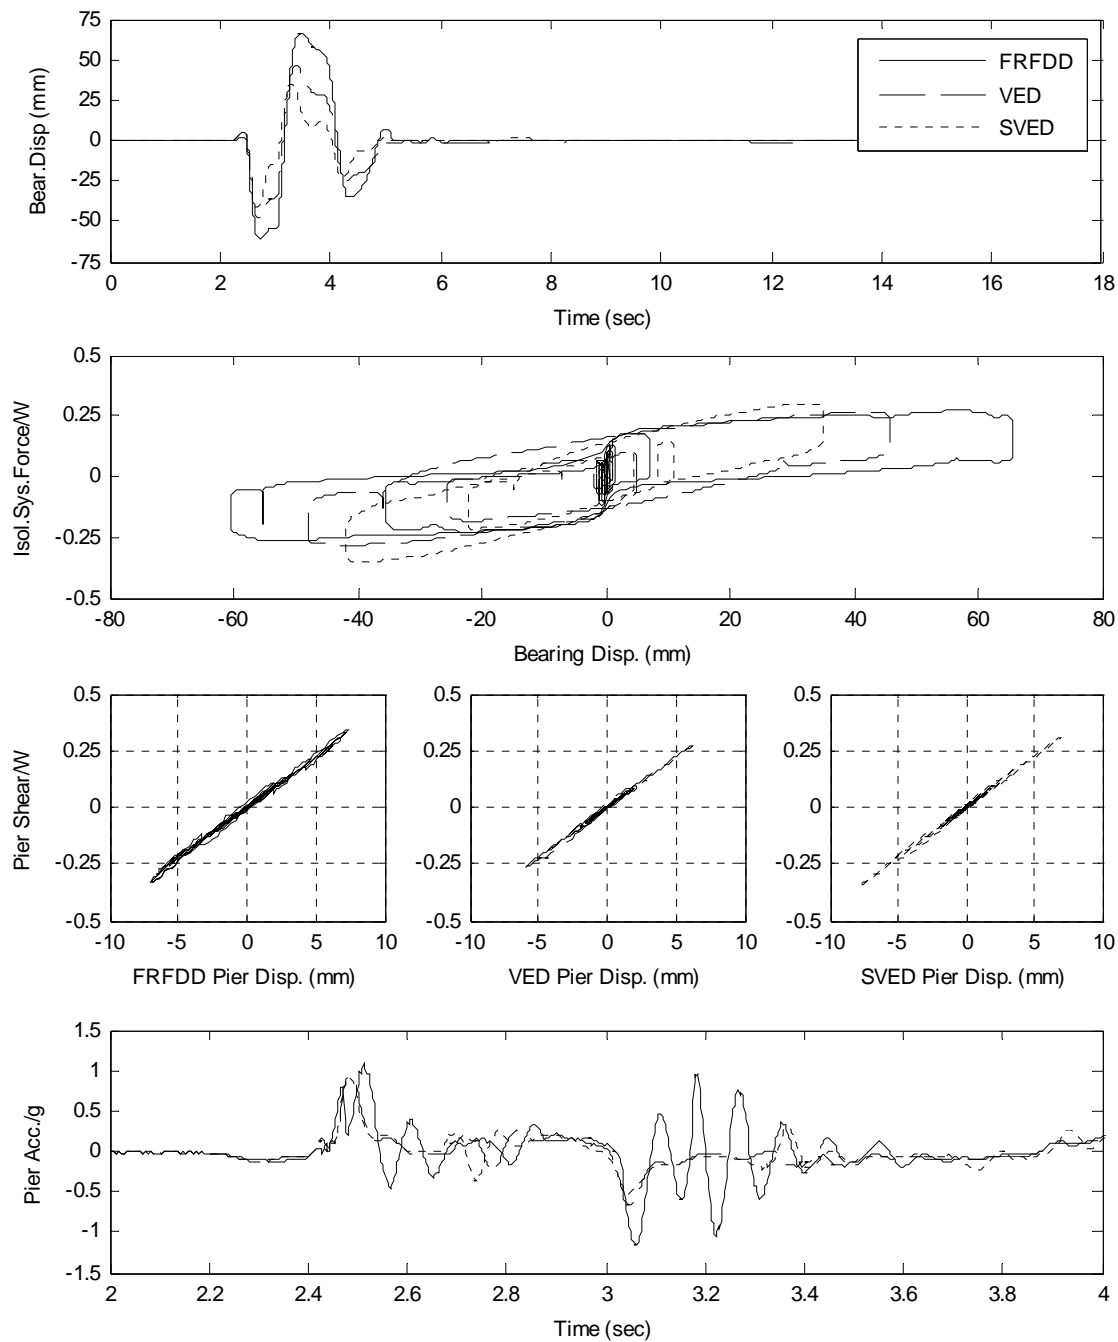 75
50
25
0
-25
-50
-75
Bear.Disp (mm)
FRFDD
VED
SVED
0 2 4 6 8 10 12 14 16 18
Time (sec)
0.5
0.25
0
-0.25
-0.5
Isol.Sys.Force/W
-80 -60 -40 -20 0 20 40 60 80
Bearing Disp. (mm)
0.5
0.25
0
-0.25
-0.5
Pier Shear/W
-10 -5 0 5 10
FRFDD Pier Disp. (mm)
0.5
0.25
0
-0.25
-0.5
-10 -5 0 5 10
VED Pier Disp. (mm)
0.5
0.25
0
-0.25
-0.5
-10 -5 0 5 10
SVED Pier Disp. (mm)
1.5
1
0.5
0
-0.5
-1
-1.5
Pier Acc./g
2 2.2 2.4 2.6 2.8 3 3.2 3.4 3.6 3.8 4
Time (sec)